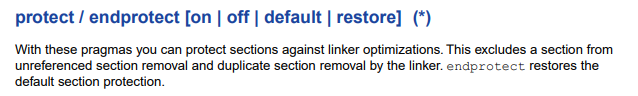 protect / endprotect [on | off | default | restore] (*)
With these pragmas you can protect sections against linker optimizations. This excludes a section from
unreferenced section removal and duplicate section removal by the linker. endprotect restores the
default section protection.